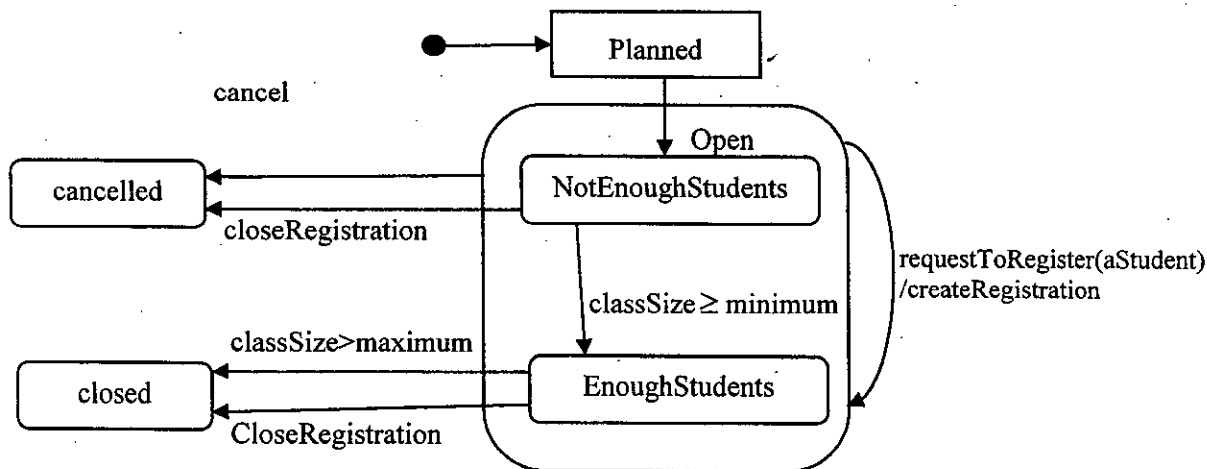 Planned
cancel
Open
cancelled
NotEnoughStudents
closeRegistration
requestToRegister(aStudent)
/createRegistration
classSize ≥ minimum
classSize>maximum
closed
EnoughStudents
CloseRegistration